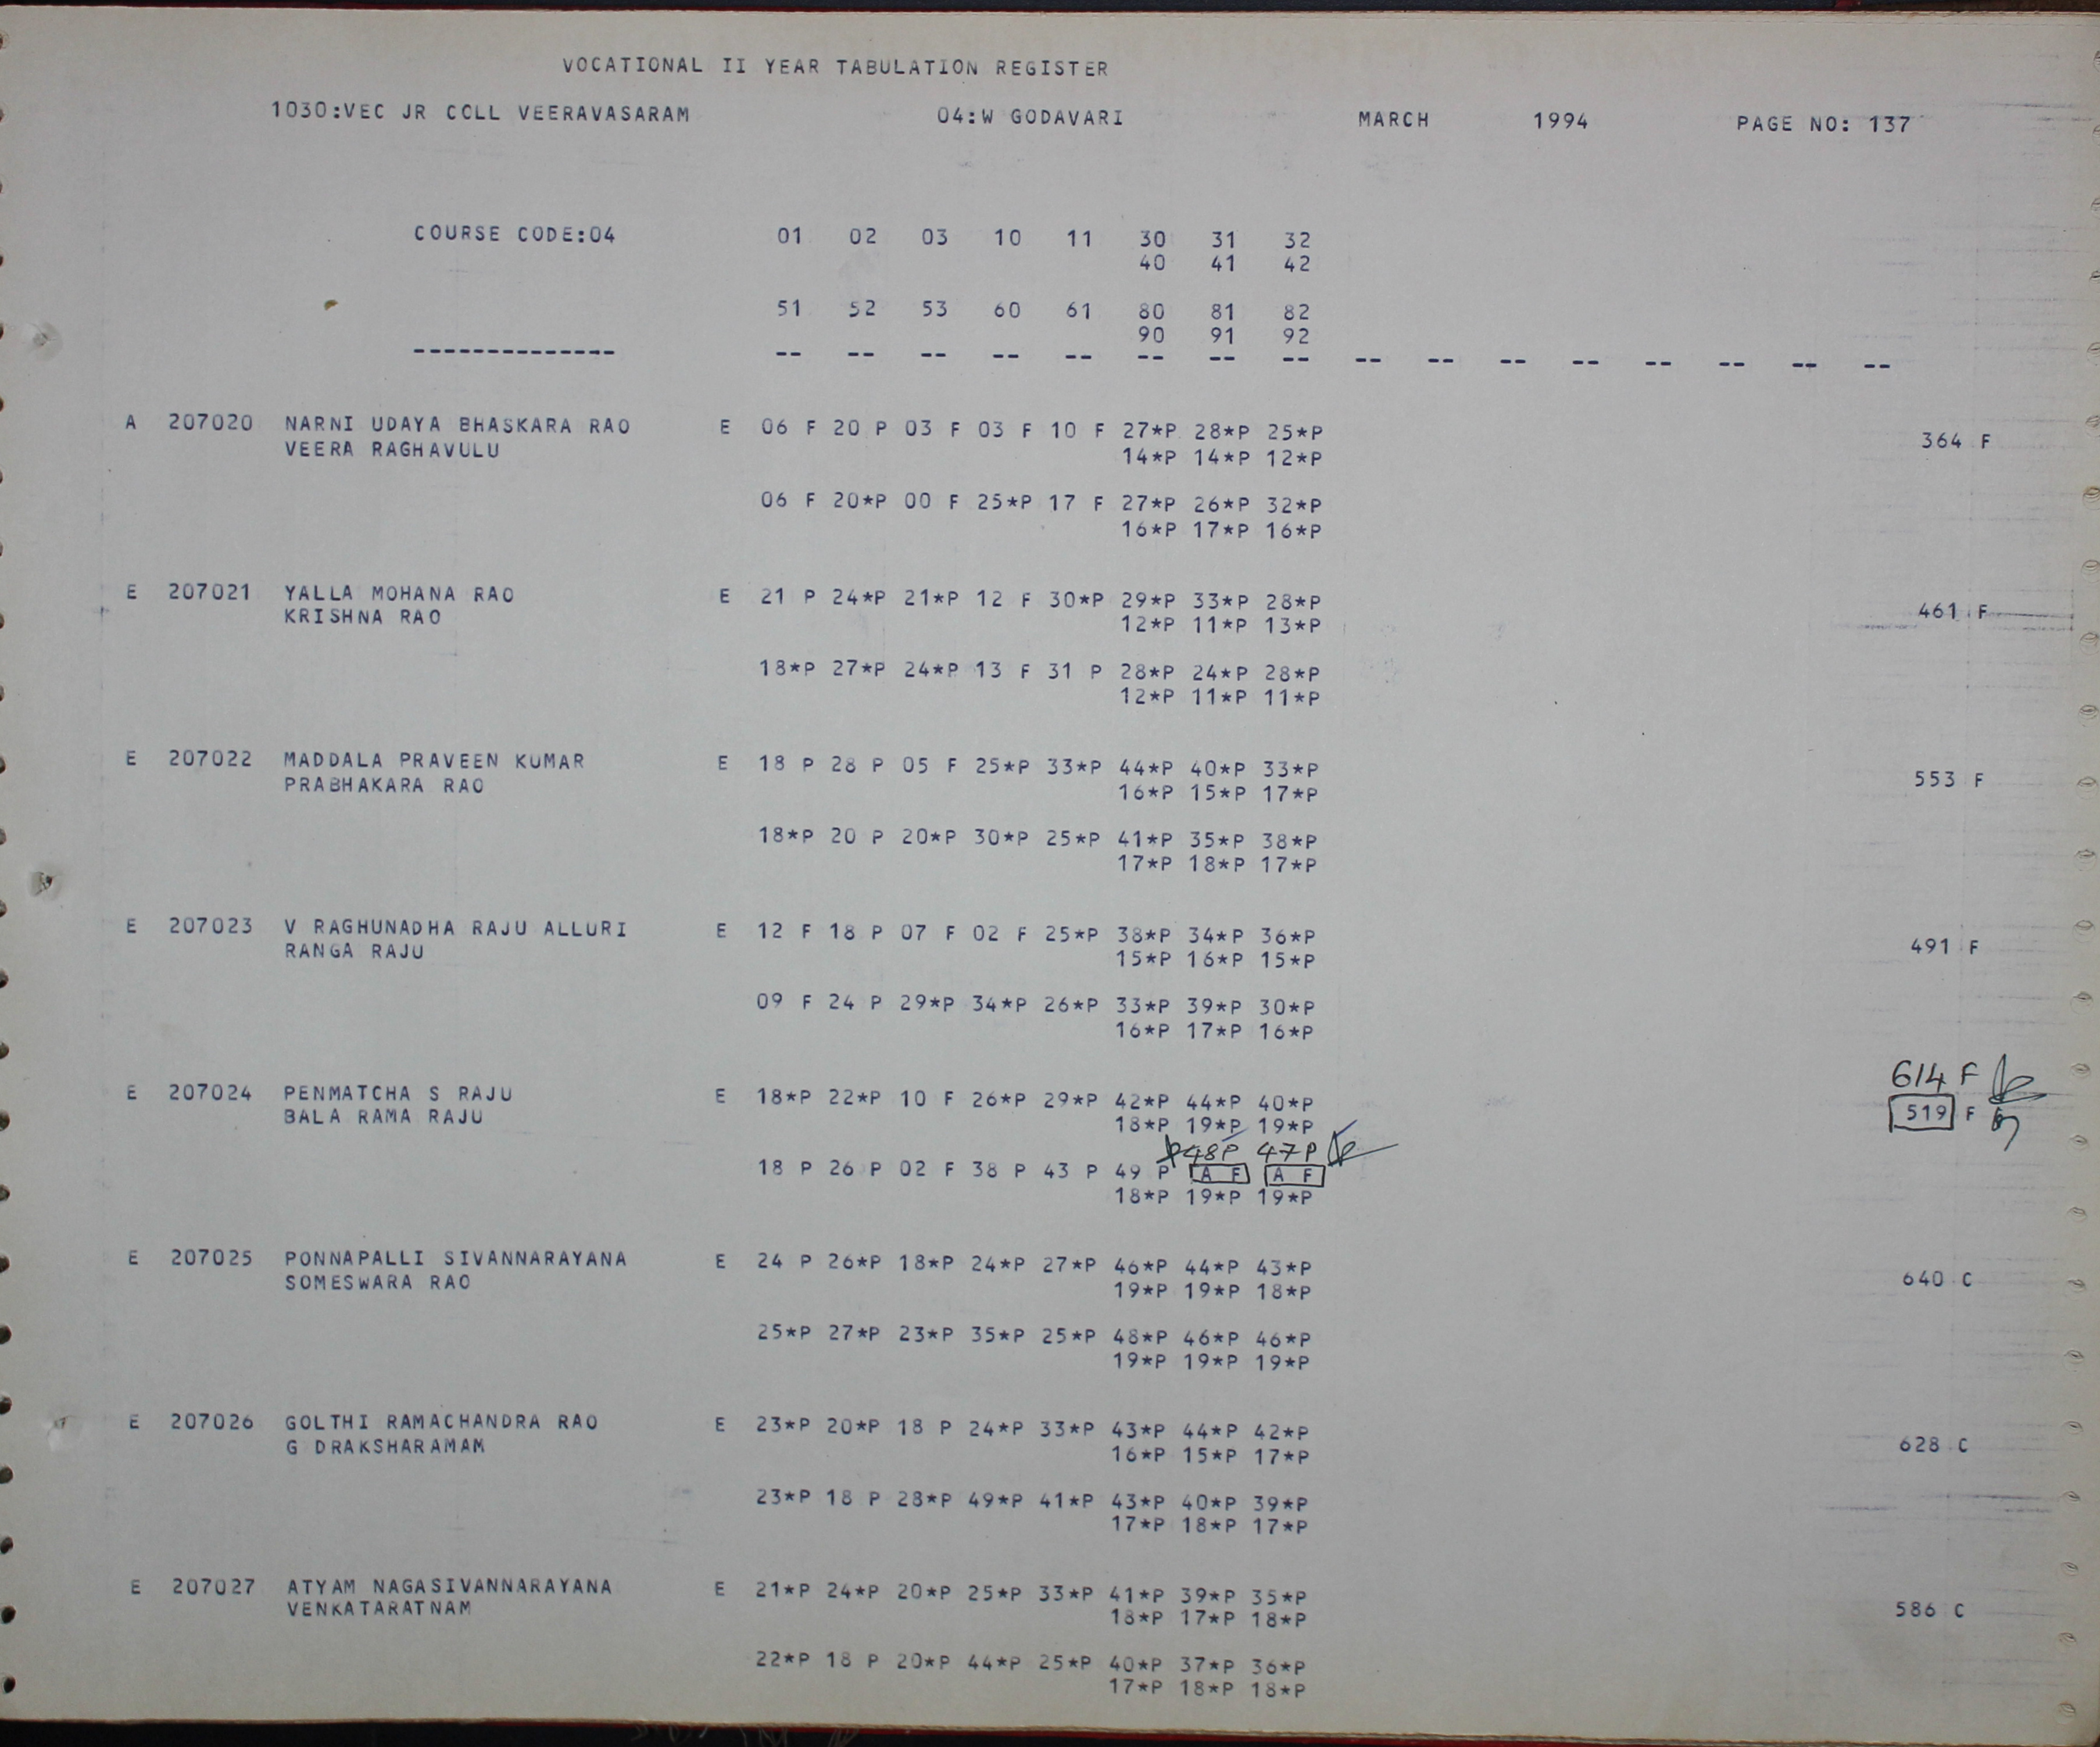 VOCATIONAL II YEAR TABULATION REGISTER
1030:VEC JR COLL VEERAVASARAM 04:W GODAVARI MARCH 1994 PAGE NO: 137
COURSE CODE:04 01 02 03 10 11 30 31 32
40 41 42
51 52 53 60 61 80 81 82
90 91 92
-------------- -- -- -- -- -- -- -- -- -- -- -- -- -- -- -- --
A 207020 NARNI UDAYA BHASKARA RAO E 06 F 20 P 03 F 03 F 10 F 27*P 28*P 25*P 364 F
VEERA RAGHAVULU 14*P 14*P 12*P
06 F 20*P 00 F 25*P 17 F 27*P 26*P 32*P
16*P 17*P 16*P
E 207021 YALLA MOHANA RAO E 21 P 24*P 21*P 12 F 30*P 29*P 33*P 28*P 461 F
KRISHNA RAO 12*P 11*P 13*P
18*P 27*P 24*P 13 F 31 P 28*P 24*P 28*P
12*P 11*P 11*P
E 207022 MADDALA PRAVEEN KUMAR E 18 P 28 P 05 F 25*P 33*P 44*P 40*P 33*P 553 F
PRABHAKARA RAO 16*P 15*P 17*P
18*P 20 P 20*P 30*P 25*P 41*P 35*P 38*P
17*P 18*P 17*P
E 207023 V RAGHUNADHA RAJU ALLURI E 12 F 18 P 07 F 02 F 25*P 38*P 34*P 36*P 491 F
RANGA RAJU 15*P 16*P 15*P
09 F 24 P 29*P 34*P 26*P 33*P 39*P 30*P
16*P 17*P 16*P
614 F
E 207024 PENMATCHA S RAJU E 18*P 22*P 10 F 26*P 29*P 42*P 44*P 40*P 519 F
BALA RAMA RAJU 18*P 19*P 19*P
48P 47P
18 P 26 P 02 F 38 P 43 P 49 P A F A F
18*P 19*P 19*P
E 207025 PONNAPALLI SIVANNARAYANA E 24 P 26*P 18*P 24*P 27*P 46*P 44*P 43*P 640 C
SOMESWARA RAO 19*P 19*P 18*P
25*P 27*P 23*P 35*P 25*P 48*P 46*P 46*P
19*P 19*P 19*P
E 207026 GOLTHI RAMACHANDRA RAO E 23*P 20*P 18 P 24*P 33*P 43*P 44*P 42*P 628 C
G DRAKSHARAMAM 16*P 15*P 17*P
23*P 18 P 28*P 49*P 41*P 43*P 40*P 39*P
17*P 18*P 17*P
E 207027 ATYAM NAGASIVANNARAYANA E 21*P 24*P 20*P 25*P 33*P 41*P 39*P 35*P 586 C
VENKATARATNAM 18*P 17*P 18*P
22*P 18 P 20*P 44*P 25*P 40*P 37*P 36*P
17*P 18*P 18*P